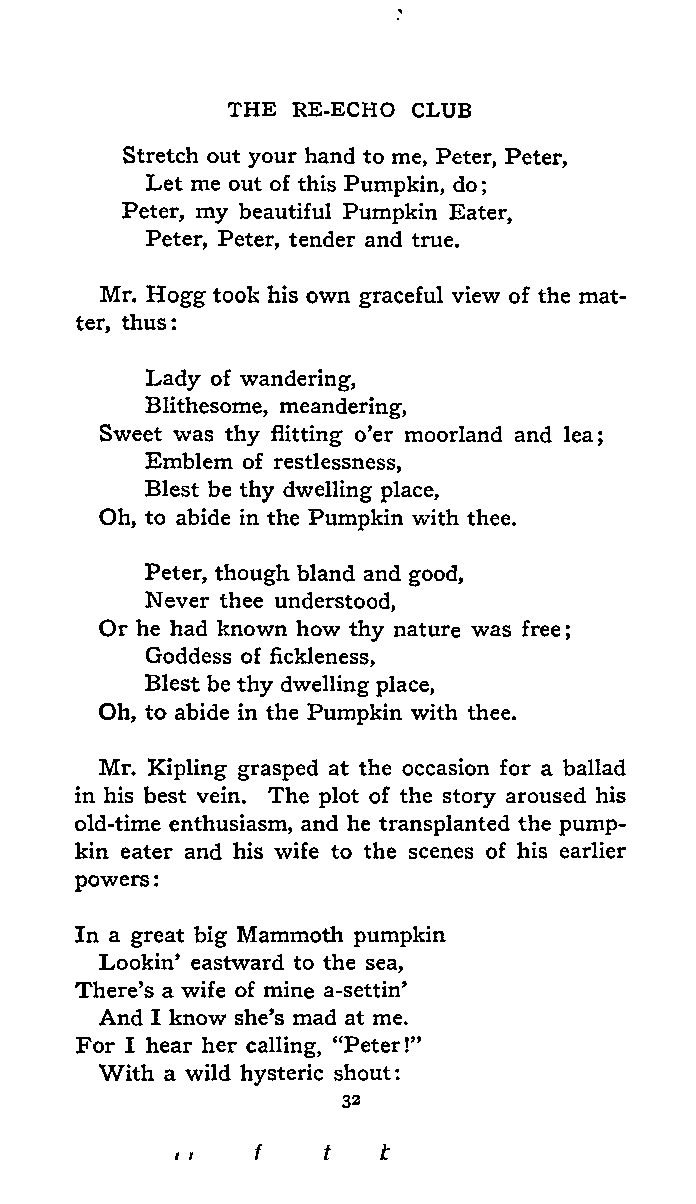 THE RE-ECHO CLUB
Stretch out your hand to me, Peter, Peter,
Let me out of this Pumpkin, do;
Peter, my beautiful Pumpkin Eater,
Peter, Peter, tender and true.
Mr. Hogg took his own graceful view of the mat-
ter, thus:
Lady of wandering,
Blithesome, meandering,
Sweet was thy flitting o'er moorland and lea;
Emblem of restlessness,
Blest be thy dwelling place,
Oh, to abide in the Pumpkin with thee.
Peter, though bland and good,
Never thee understood,
Or he had known how thy nature was free;
Goddess of fickleness,
Blest be thy dwelling place,
Oh, to abide in the Pumpkin with thee.
Mr. Kipling grasped at the occasion for a ballad
in his best vein. The plot of the story aroused his
old-time enthusiasm, and he transplanted the pump-
kin eater and his wife to the scenes of his earlier
powers:
In a great big Mammoth pumpkin
Lookin' eastward to the sea,
There's a wife of mine a-settin'
And I know she's mad at me.
For I hear her calling, "Peter!"
With a wild hysteric shout:
32